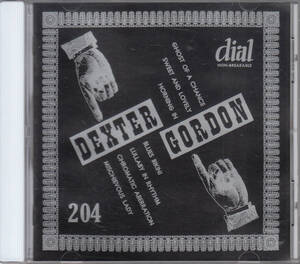 dial
NON-BREAKABLE
GHOST OF A CHANCE
SWEET AND LOVELY
HORNING IN
DEXTER
GORDON
BLUES BIKINI
LULLABY IN RHYTHM
CHROMATIC ABERRATION
MISCHIEVOUS LADY
204